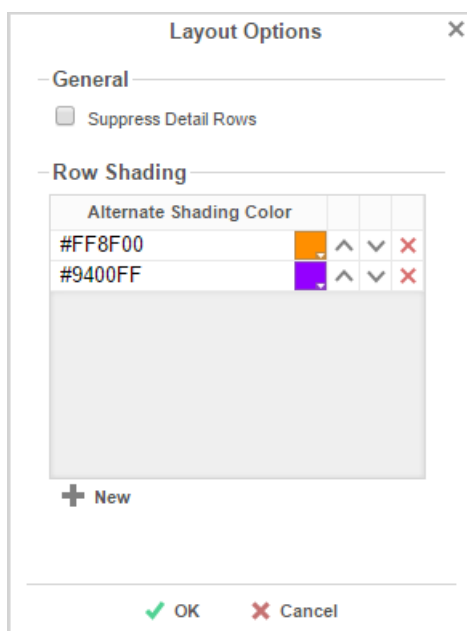 Layout Options
General
Suppress Detail Rows
Row Shading
Alternate Shading Color
#FF8F00
#9400FF
New
OK Cancel